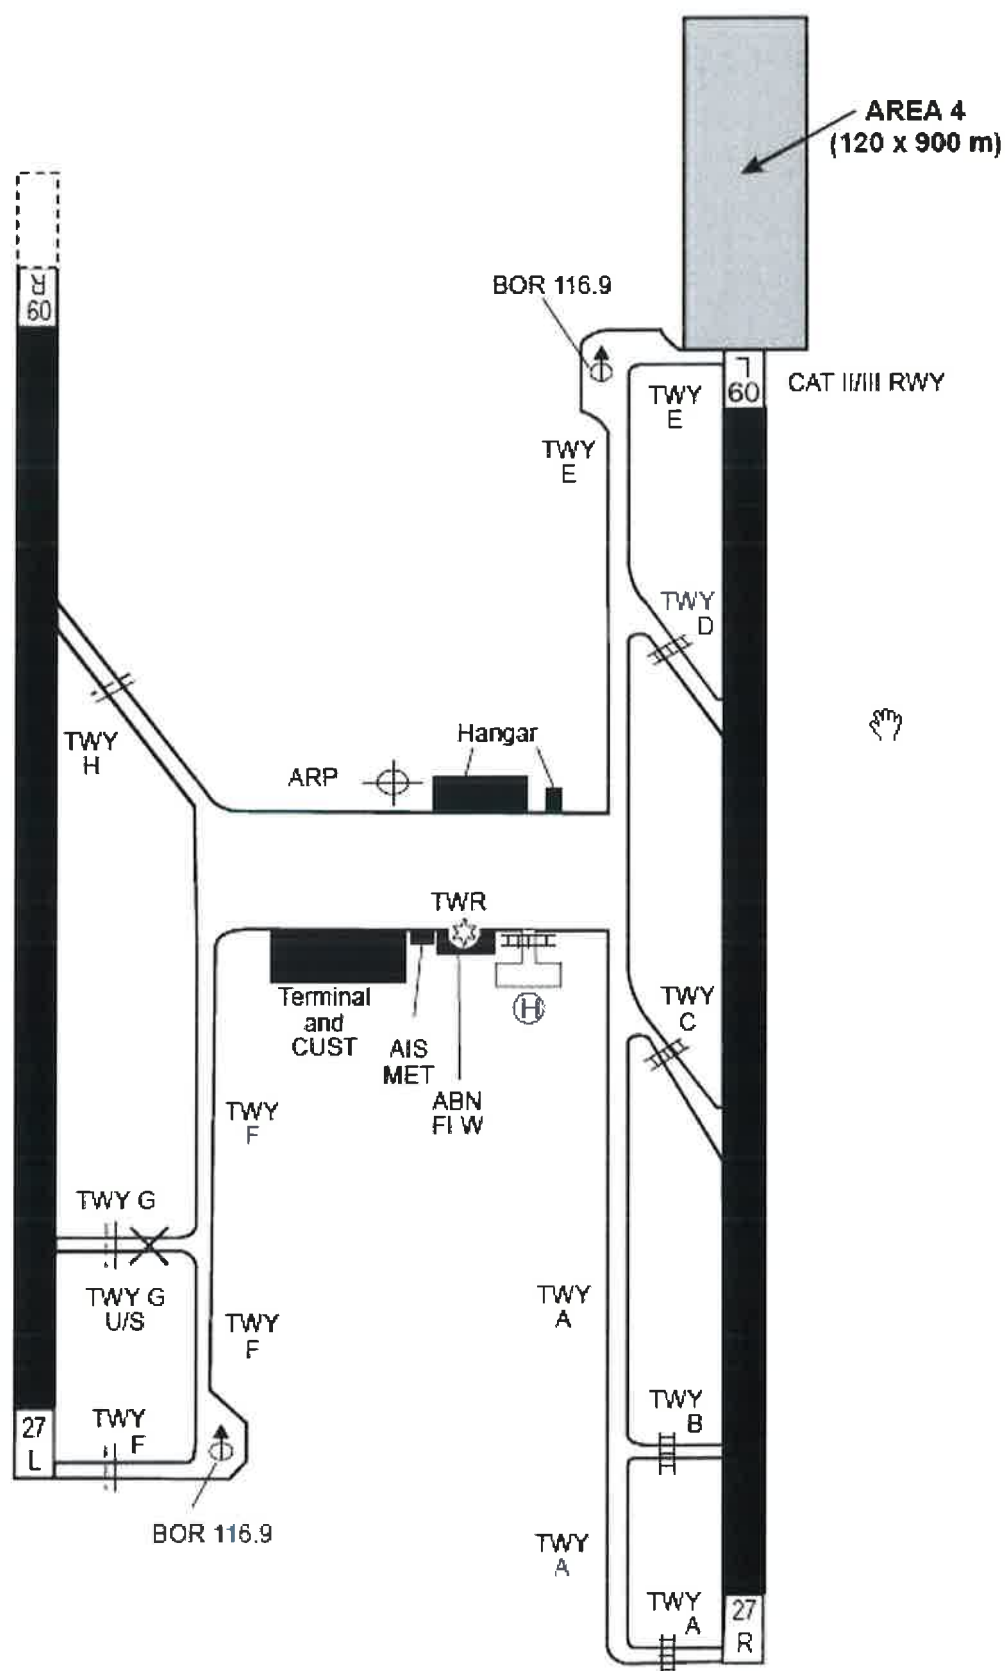 AREA 4
(120 x 900 m)
R
09
BOR 116.9
L
09
CAT II/III RWY
TWY
E
TWY
E
TWY
D
TWY
H
Hangar
ARP
TWR
Terminal
and
CUST
AIS
MET
ABN
FLW
H
TWY
C
TWY
F
TWY G
TWY G
U/S
TWY
F
TWY
A
27
L
TWY
F
TWY
B
BOR 116.9
TWY
A
TWY
A
27
R